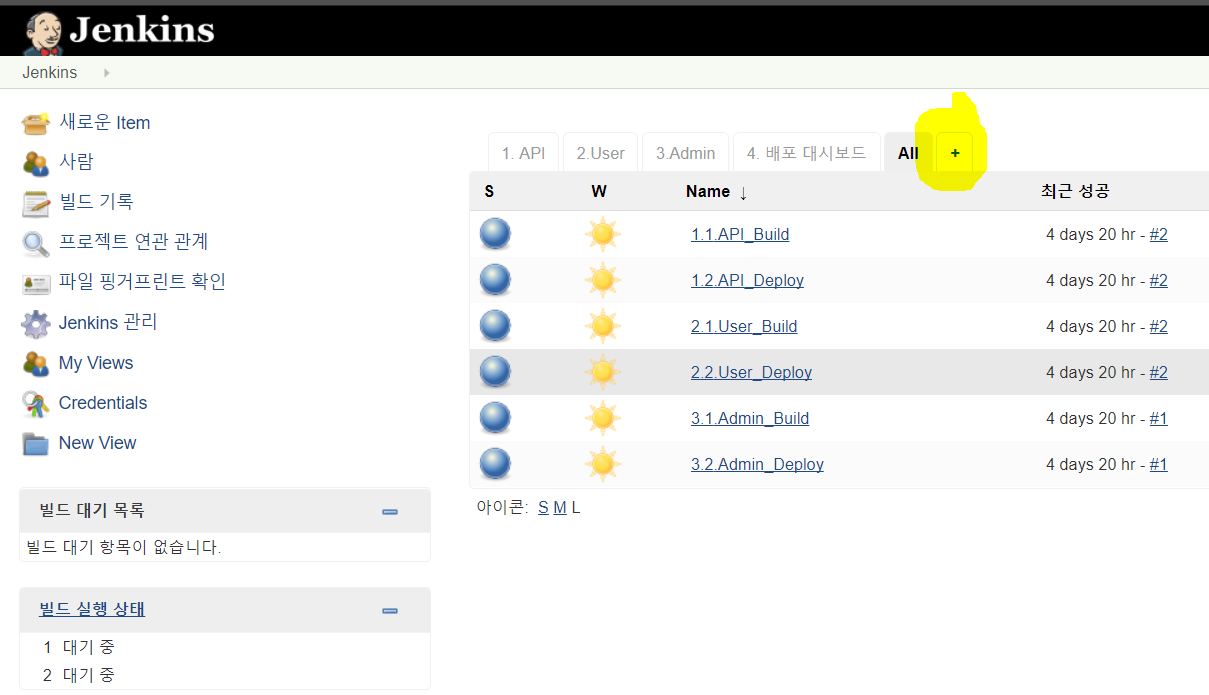 Jenkins
Jenkins
새로운 Item
사람
빌드 기록
프로젝트 연관 관계
파일 핑거프린트 확인
Jenkins 관리
My Views
Credentials
New View
빌드 대기 목록
빌드 대기 항목이 없습니다.
빌드 실행 상태
1 대기 중
2 대기 중
1. API 2.User 3.Admin 4. 배포 대시보드 All +
S W Name ↓ 최근 성공
1.1.API_Build 4 days 20 hr - #2
1.2.API_Deploy 4 days 20 hr - #2
2.1.User_Build 4 days 20 hr - #2
2.2.User_Deploy 4 days 20 hr - #2
3.1.Admin_Build 4 days 20 hr - #1
3.2.Admin_Deploy 4 days 20 hr - #1
아이콘: S M L